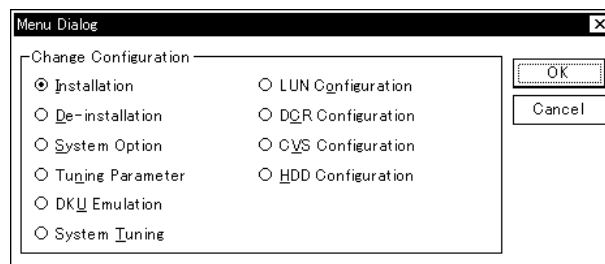 Menu Dialog
Change Configuration
Installation
De-installation
System Option
Tuning Parameter
DKU Emulation
System Tuning
LUN Configuration
DCR Configuration
CVS Configuration
HDD Configuration
OK
Cancel